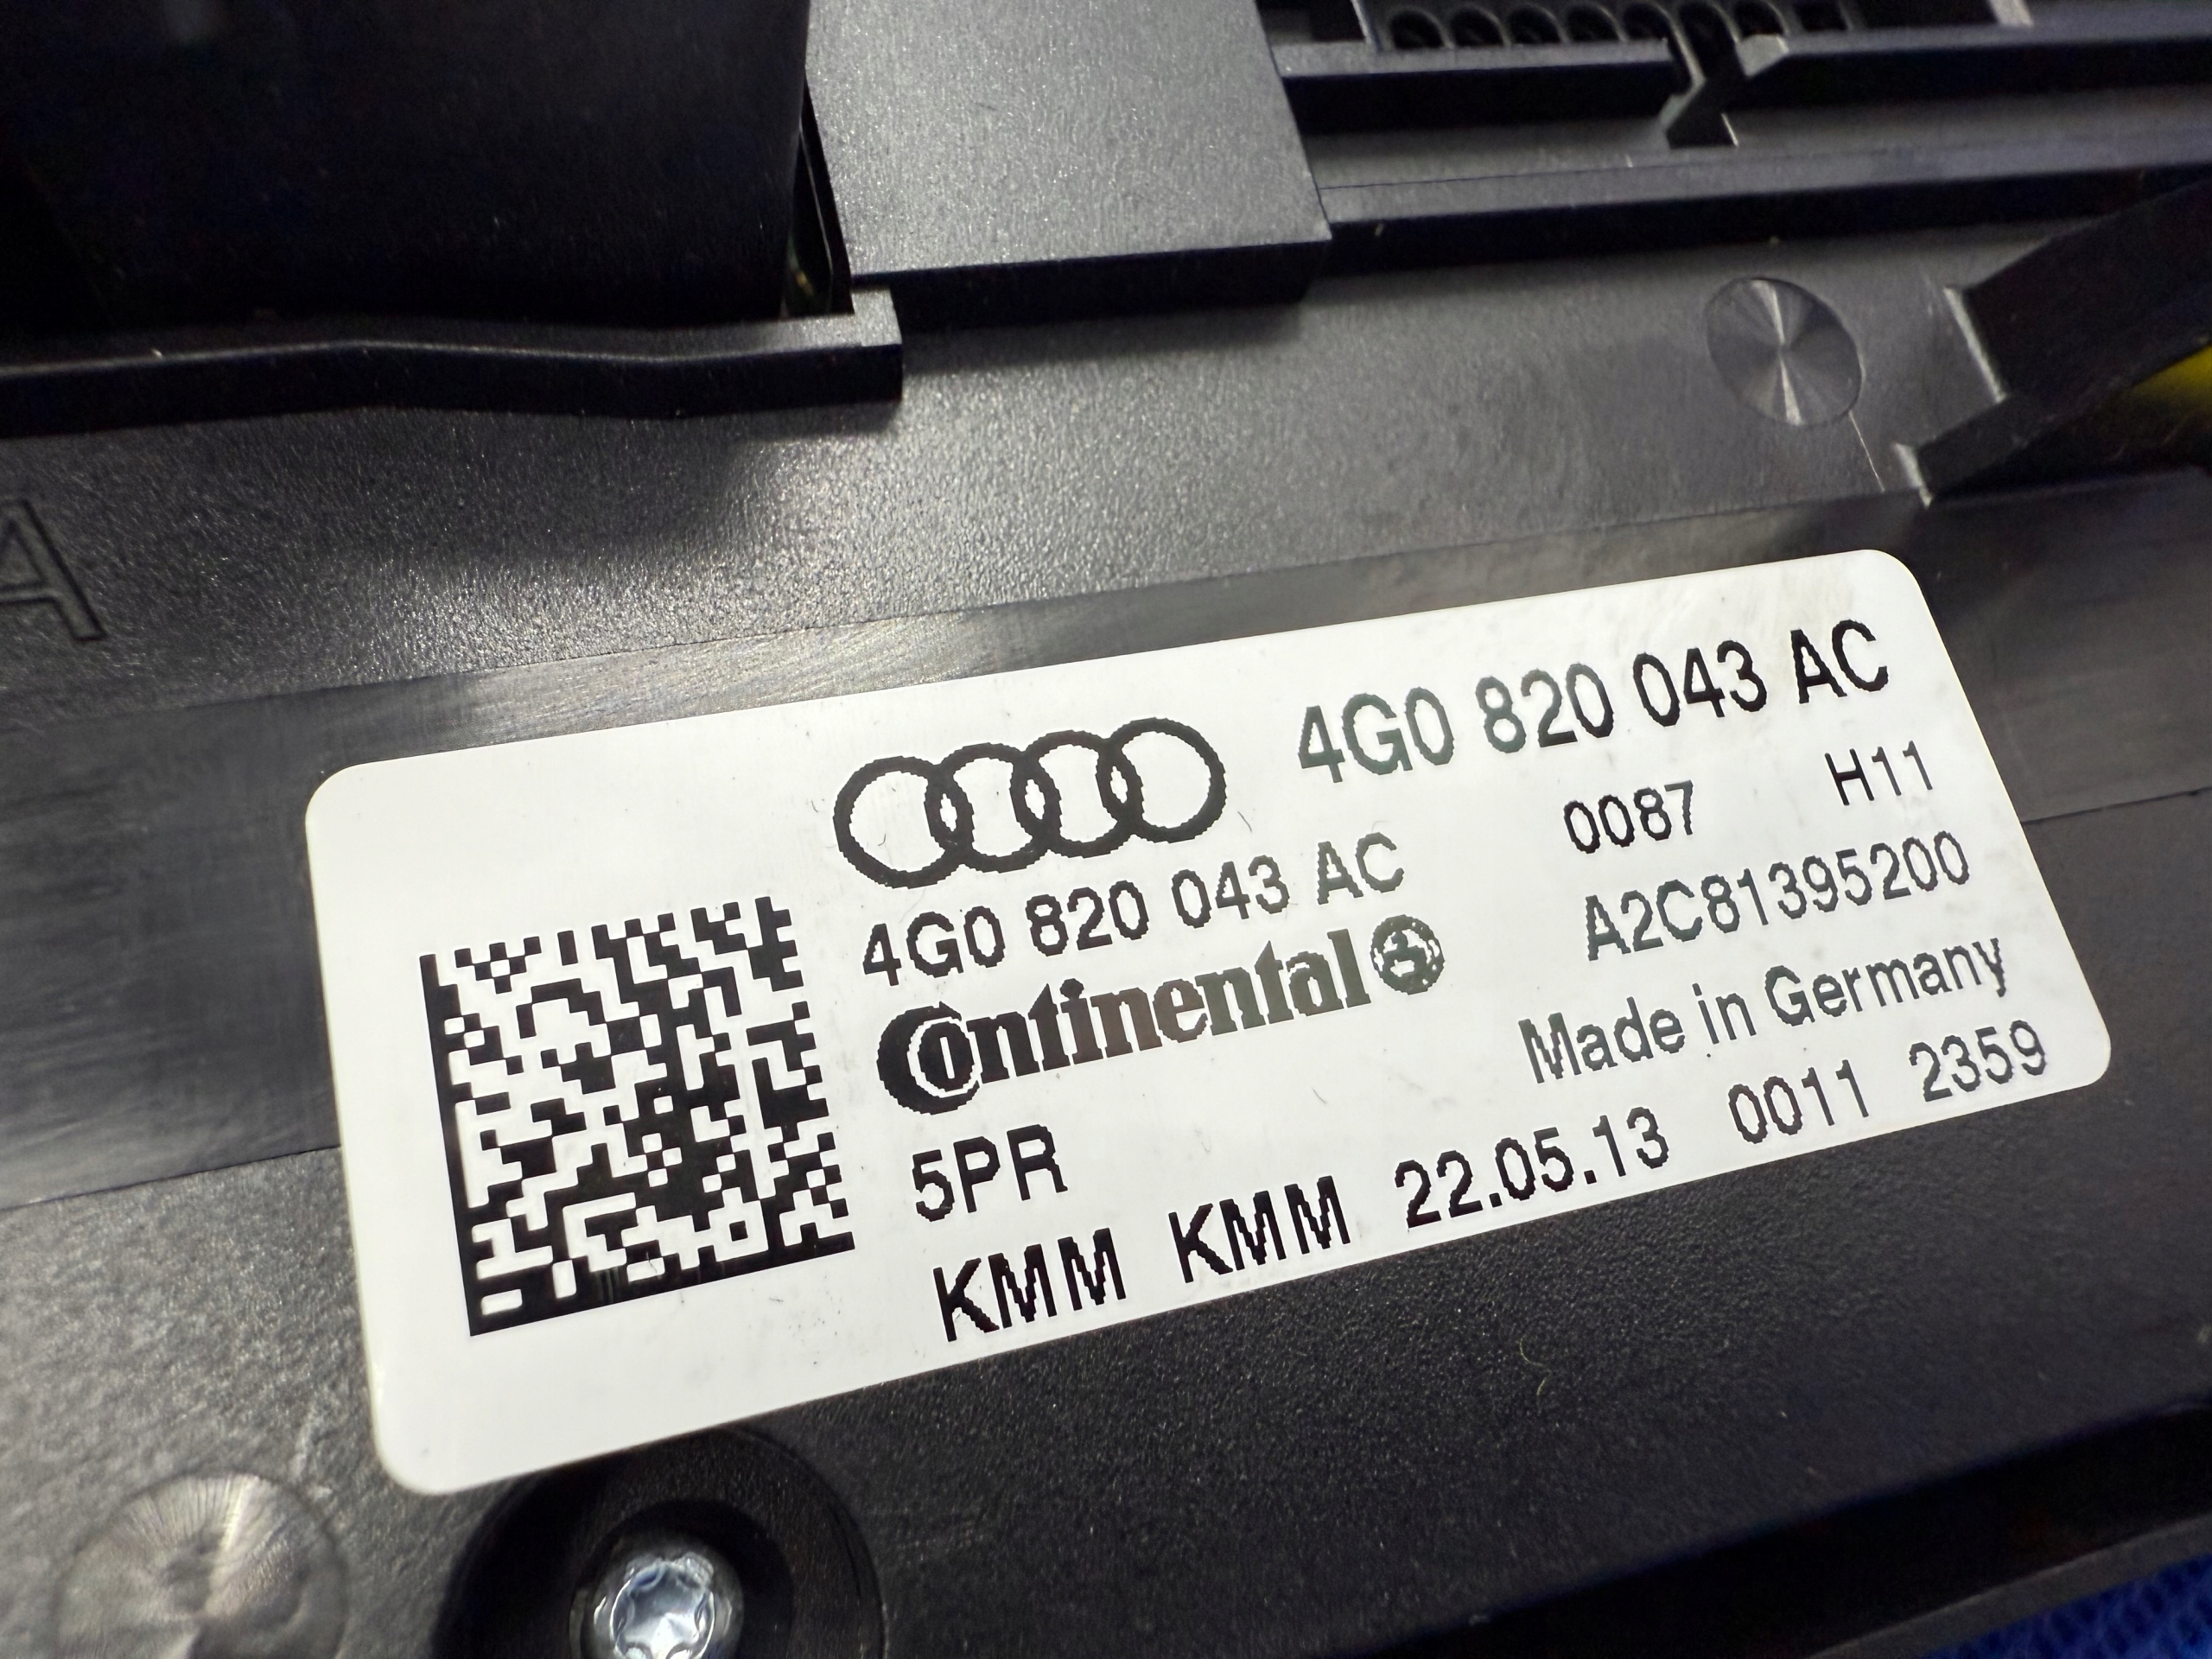 A
4G0 820 043 AC
0087 H11
4G0 820 043 AC A2C81395200
Continental Made in Germany
5PR
KMM KMM 22.05.13 0011 2359